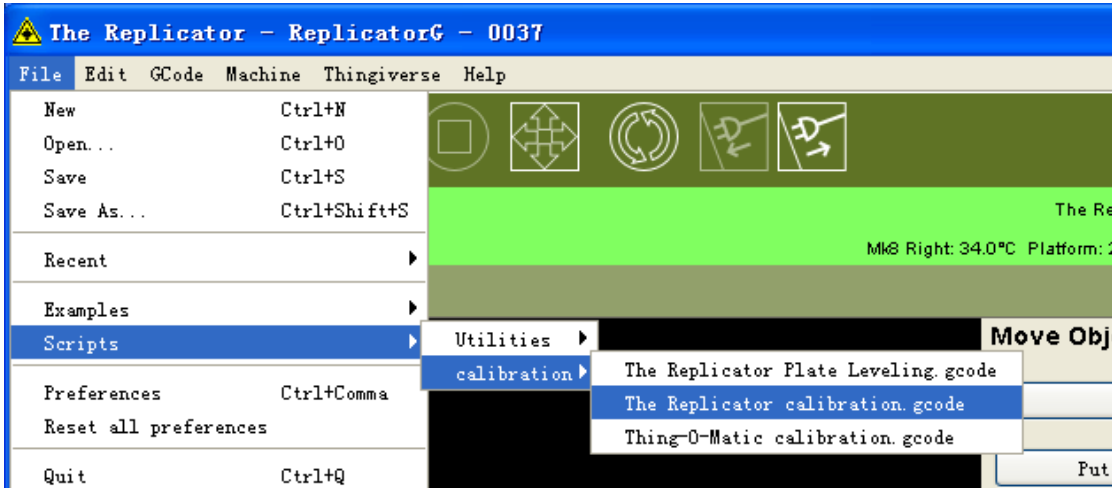 The Replicator - ReplicatorG - 0037
File Edit GCode Machine Thingiverse Help
New Ctrl+N
Open... Ctrl+O
Save Ctrl+S
Save As... Ctrl+Shift+S
The Re
Mk8 Right: 34.0°C Platform: 2
Recent
Examples
Scripts
Utilities
calibration
The Replicator Plate Leveling.gcode
The Replicator calibration.gcode
Thing-O-Matic calibration.gcode
Move Obj
Preferences Ctrl+Comma
Reset all preferences
Quit Ctrl+Q
Put